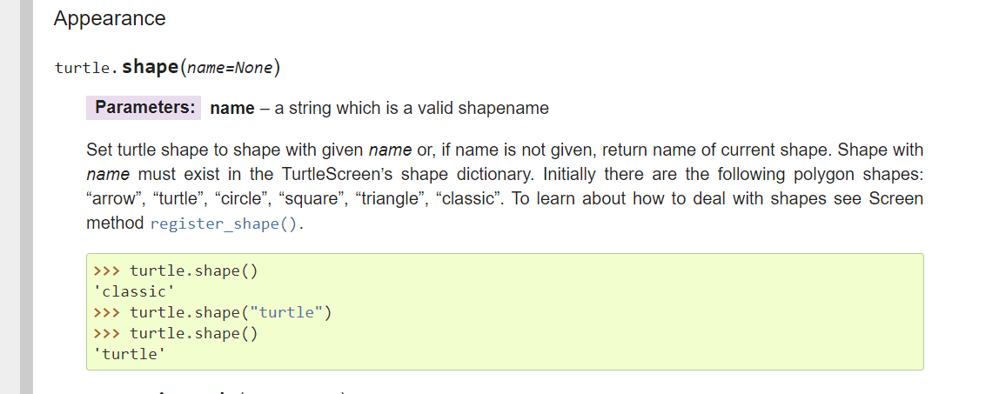 Appearance
turtle.shape(name=None)
Parameters: name – a string which is a valid shapename
Set turtle shape to shape with given name or, if name is not given, return name of current shape. Shape with
name must exist in the TurtleScreen’s shape dictionary. Initially there are the following polygon shapes:
“arrow”, “turtle”, “circle”, “square”, “triangle”, “classic”. To learn about how to deal with shapes see Screen
method register_shape().
>>> turtle.shape()
'classic'
>>> turtle.shape("turtle")
>>> turtle.shape()
'turtle'